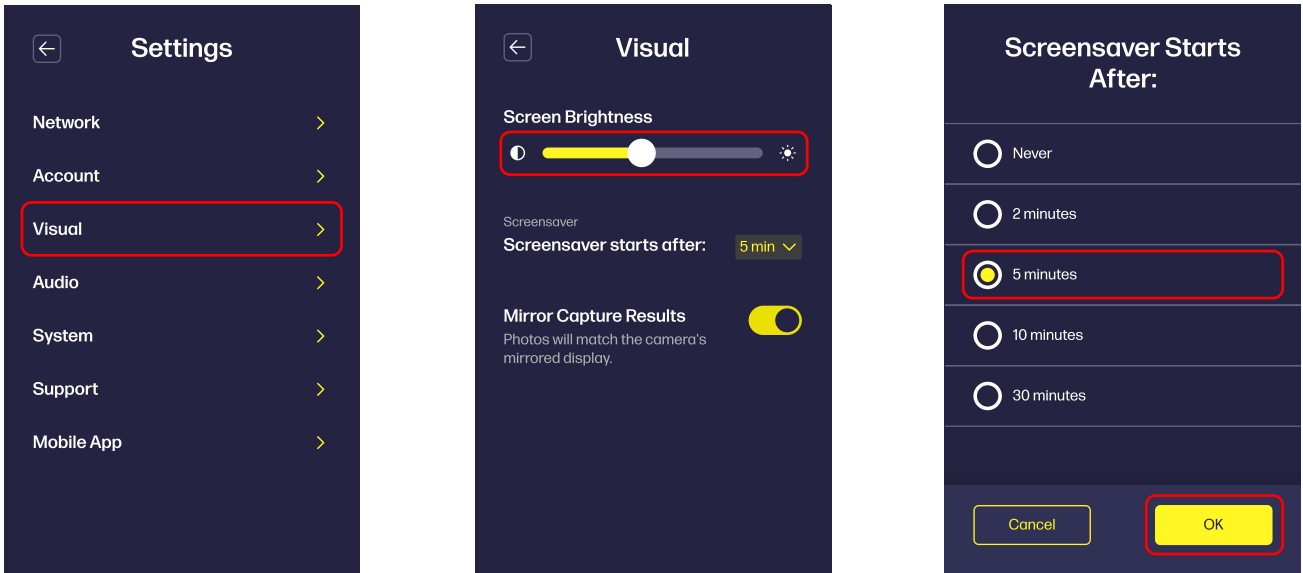 Settings
Network
Account
Visual
Audio
System
Support
Mobile App
Visual
Screen Brightness
Screensaver
Screensaver starts after:
5 min
Mirror Capture Results
Photos will match the camera's
mirrored display.
Screensaver Starts
After:
Never
2 minutes
5 minutes
10 minutes
30 minutes
Cancel
OK